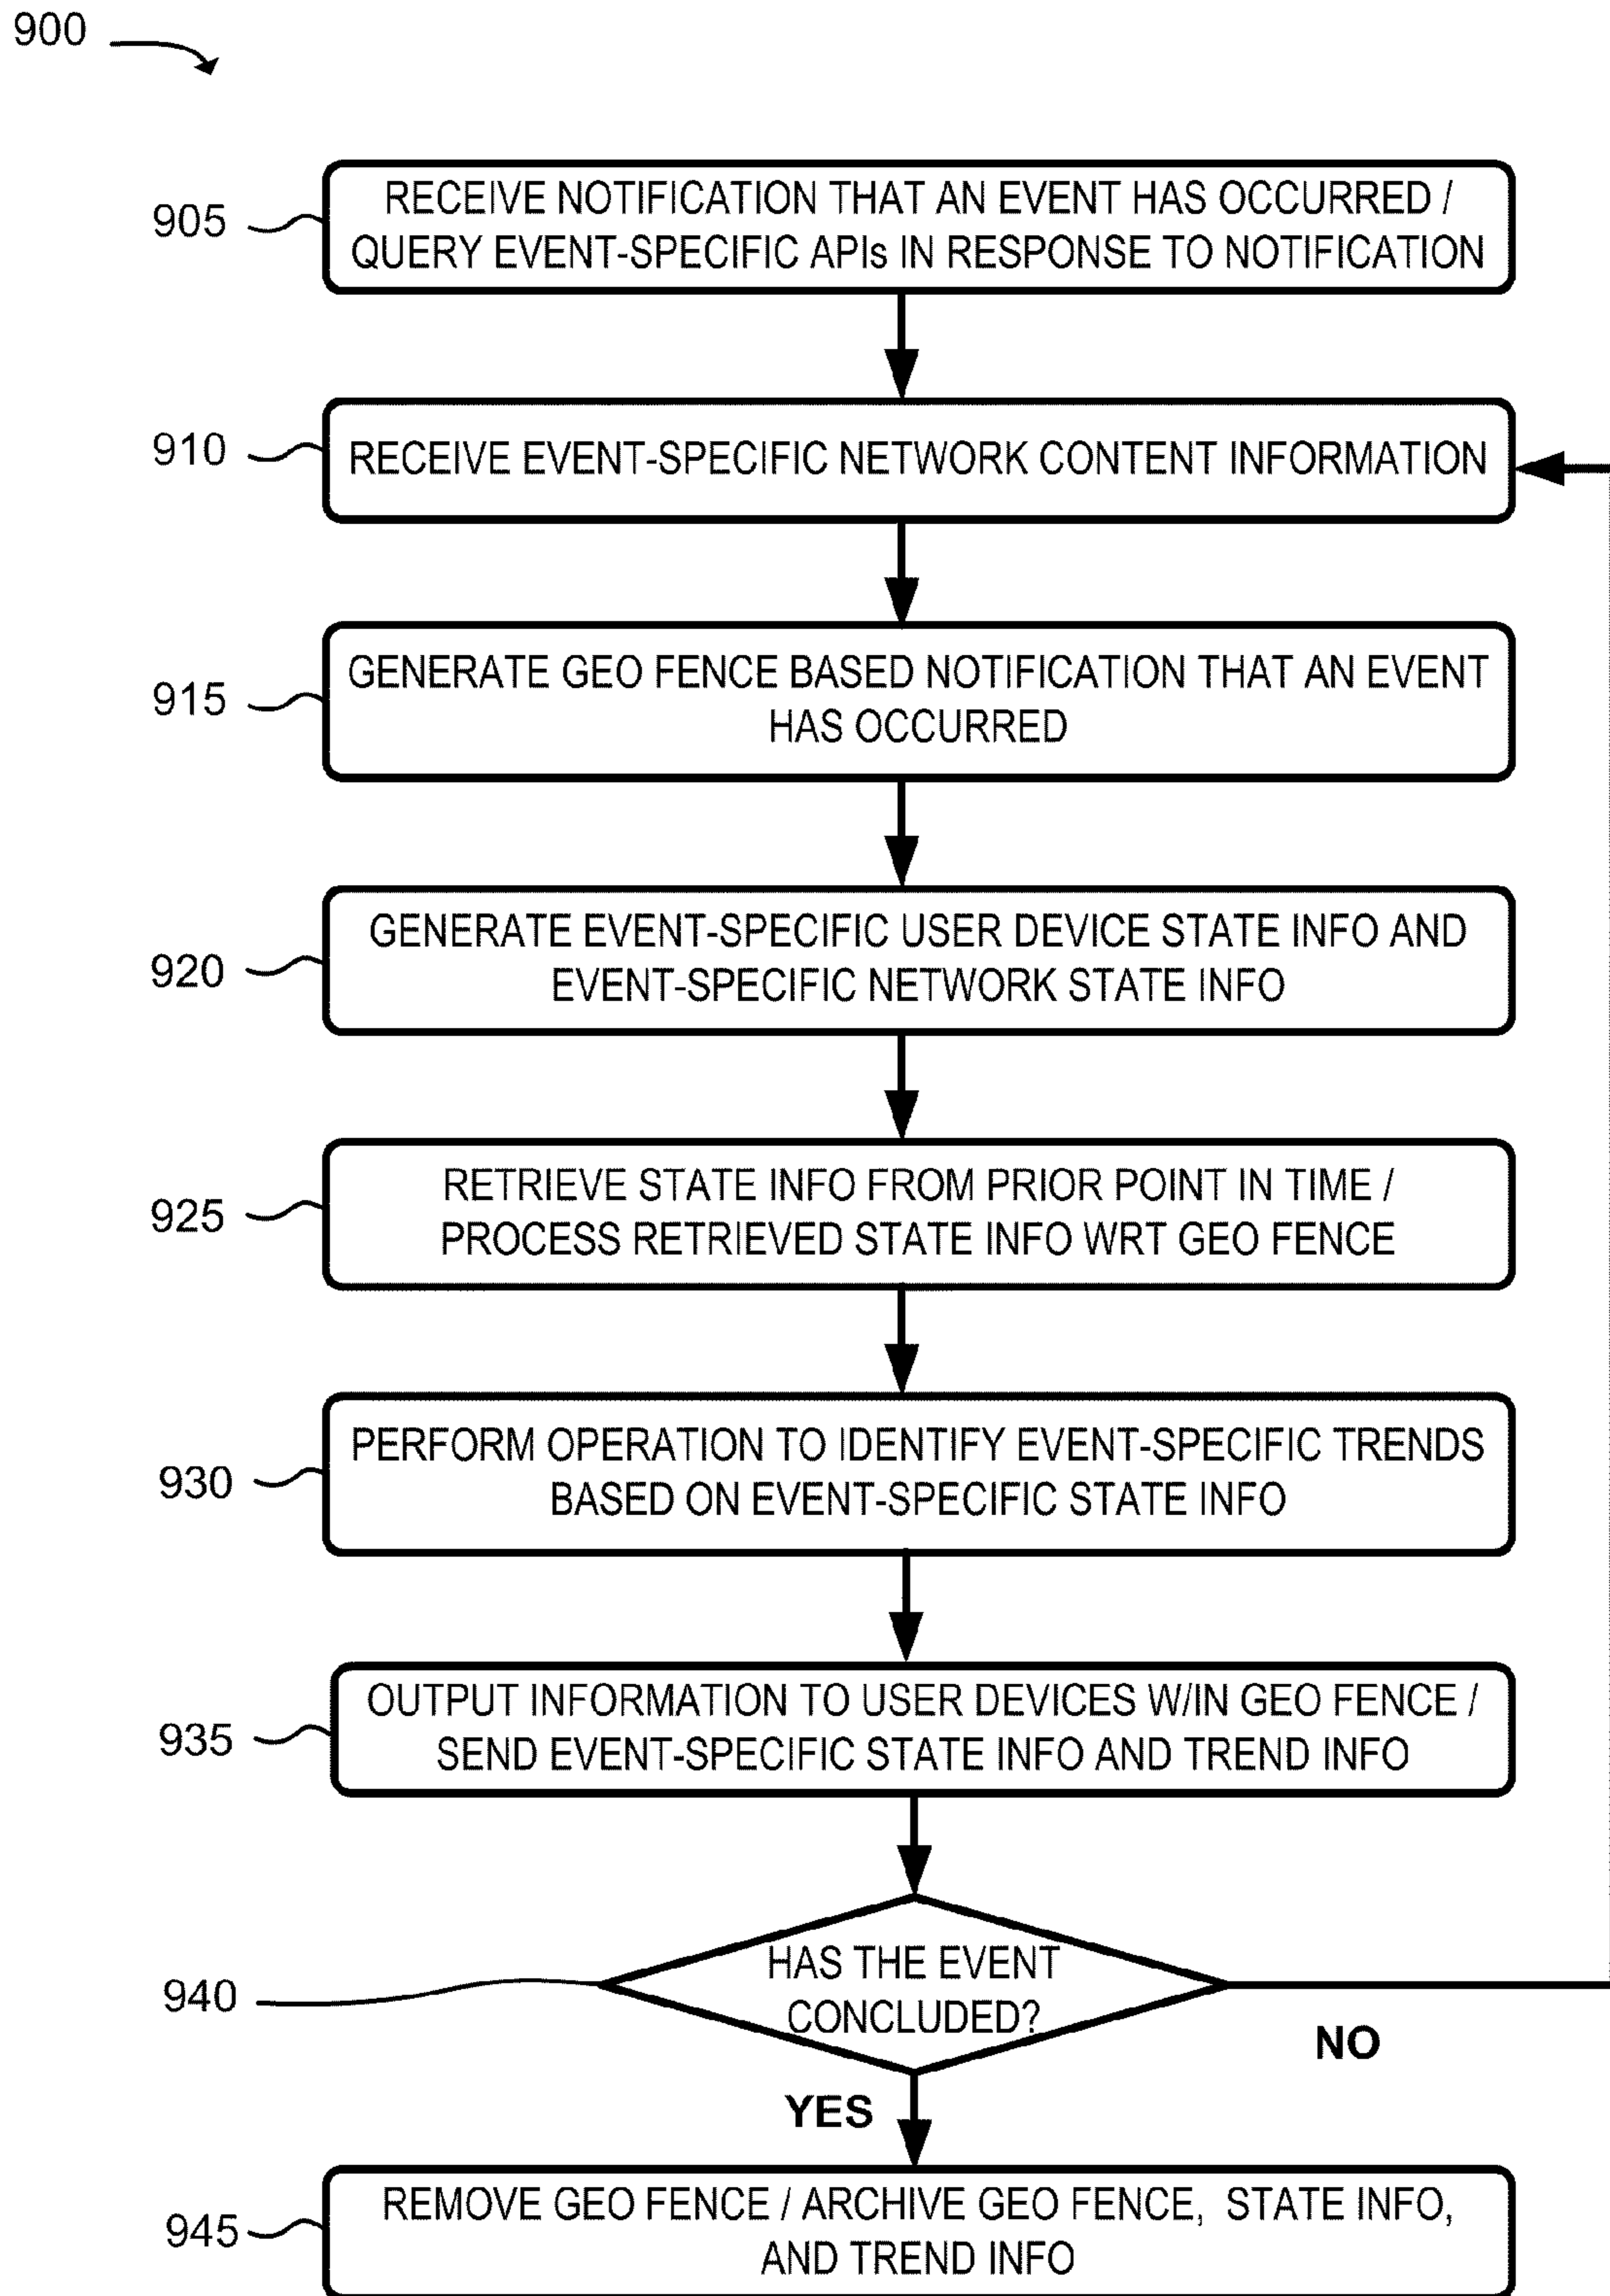 900
905
RECEIVE NOTIFICATION THAT AN EVENT HAS OCCURRED /
QUERY EVENT-SPECIFIC APIs IN RESPONSE TO NOTIFICATION
910
RECEIVE EVENT-SPECIFIC NETWORK CONTENT INFORMATION
915
GENERATE GEO FENCE BASED NOTIFICATION THAT AN EVENT
HAS OCCURRED
920
GENERATE EVENT-SPECIFIC USER DEVICE STATE INFO AND
EVENT-SPECIFIC NETWORK STATE INFO
925
RETRIEVE STATE INFO FROM PRIOR POINT IN TIME /
PROCESS RETRIEVED STATE INFO WRT GEO FENCE
930
PERFORM OPERATION TO IDENTIFY EVENT-SPECIFIC TRENDS
BASED ON EVENT-SPECIFIC STATE INFO
935
OUTPUT INFORMATION TO USER DEVICES W/IN GEO FENCE /
SEND EVENT-SPECIFIC STATE INFO AND TREND INFO
940
HAS THE EVENT
CONCLUDED?
NO
YES
945
REMOVE GEO FENCE / ARCHIVE GEO FENCE, STATE INFO,
AND TREND INFO